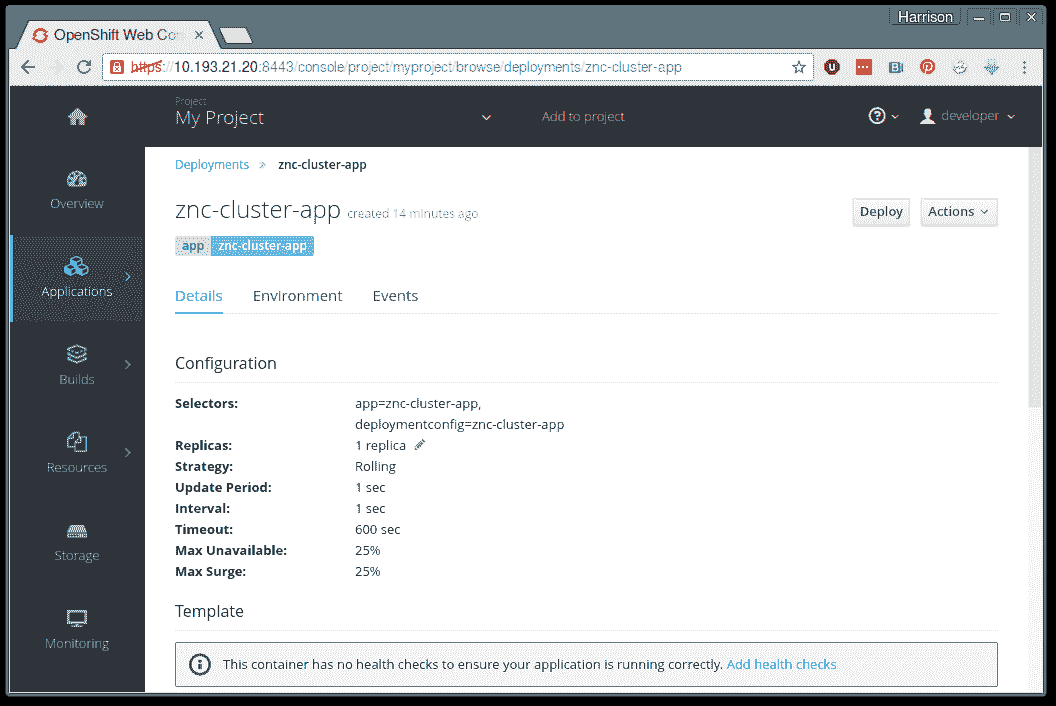 Harrison
OpenShift Web Con
https://10.193.21.20:8443/console/project/myproject/browse/deployments/znc-cluster-app
Project
My Project
Add to project
developer
Overview
Applications
Builds
Resources
Storage
Monitoring
Deployments » znc-cluster-app
znc-cluster-app created 14 minutes ago
Deploy
Actions
app znc-cluster-app
Details Environment Events
Configuration
Selectors: app=znc-cluster-app,
deploymentconfig=znc-cluster-app
Replicas: 1 replica
Strategy: Rolling
Update Period: 1 sec
Interval: 1 sec
Timeout: 600 sec
Max Unavailable: 25%
Max Surge: 25%
Template
This container has no health checks to ensure your application is running correctly. Add health checks